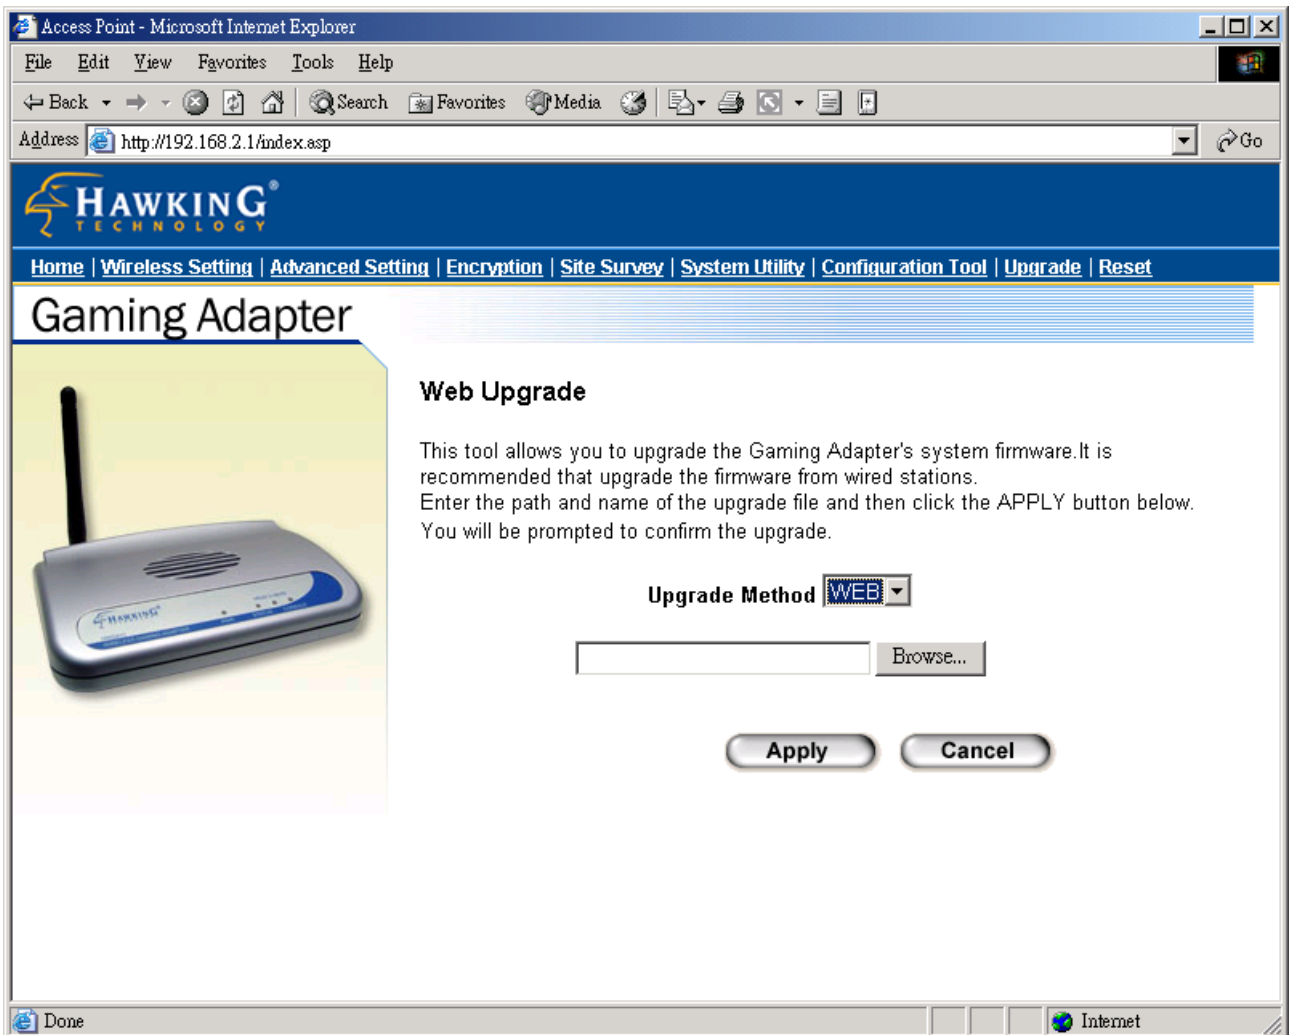 Access Point - Microsoft Internet Explorer
File Edit View Favorites Tools Help
Back Search Favorites Media
Address http://192.168.2.1/index.asp Go
HAWKING®
TECHNOLOGY
Home | Wireless Setting | Advanced Setting | Encryption | Site Survey | System Utility | Configuration Tool | Upgrade | Reset
Gaming Adapter
Web Upgrade
This tool allows you to upgrade the Gaming Adapter's system firmware.It is
recommended that upgrade the firmware from wired stations.
Enter the path and name of the upgrade file and then click the APPLY button below.
You will be prompted to confirm the upgrade.
Upgrade Method WEB
Browse...
Apply Cancel
HAWKING
Done Internet